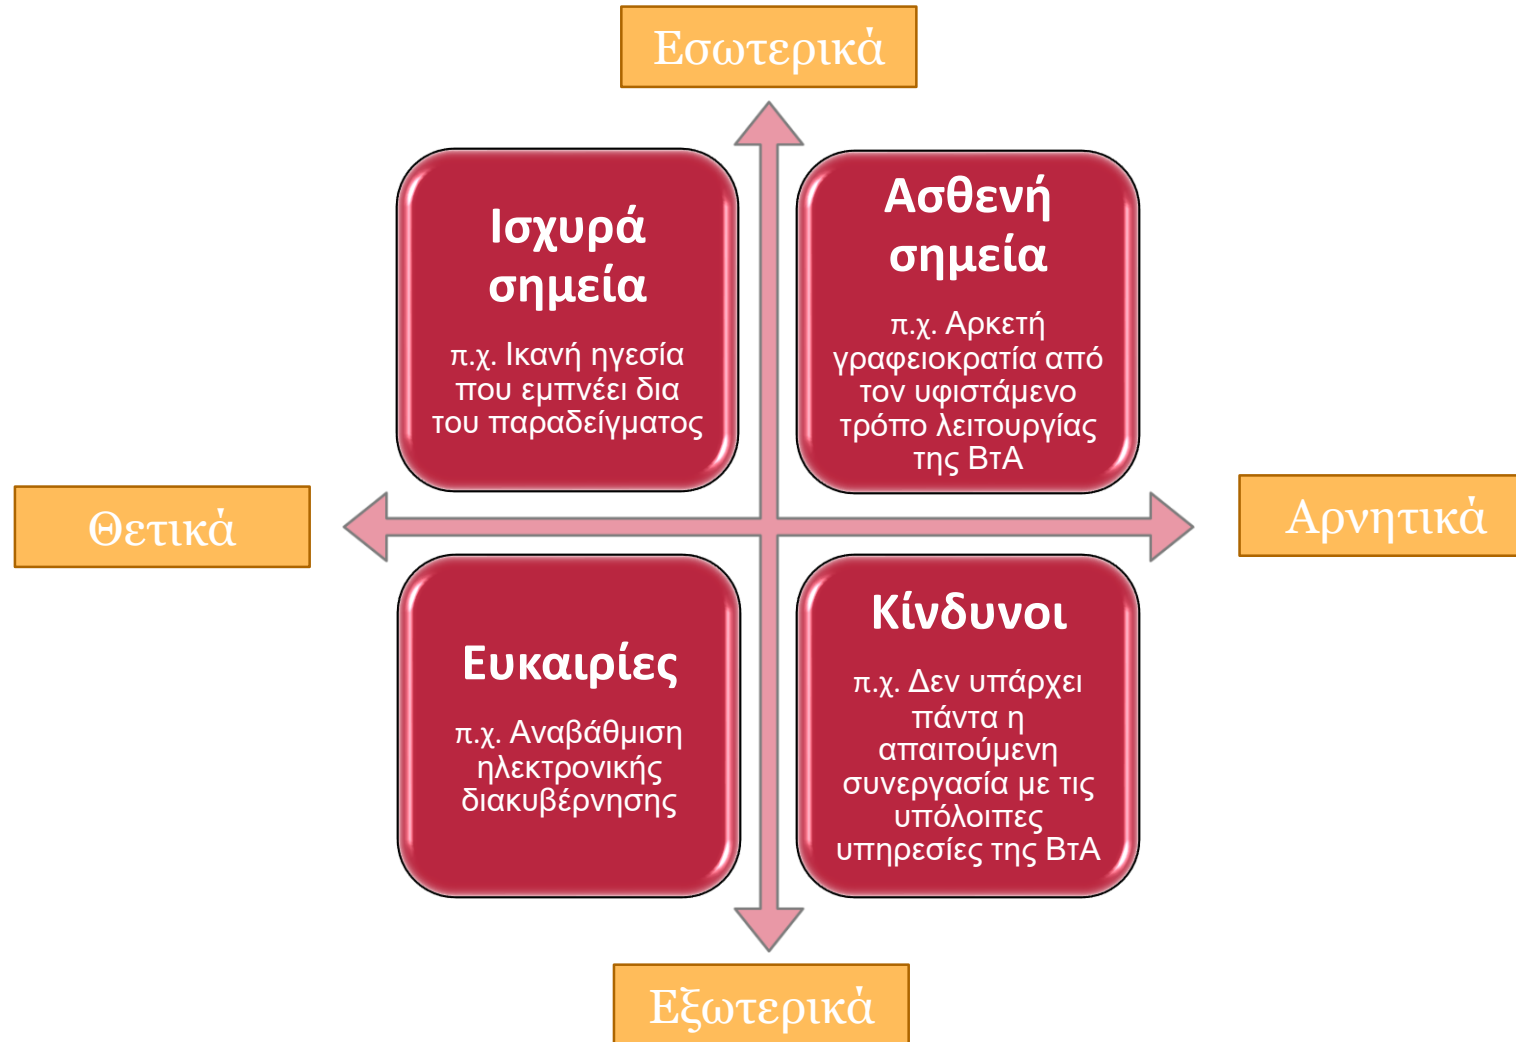 Εσωτερικά
Ισχυρά
σημεία
π.χ. Ικανή ηγεσία
που εμπνέει δια
του παραδείγματος
Ασθενή
σημεία
π.χ. Αρκετή
γραφειοκρατία από
τον υφιστάμενο
τρόπο λειτουργίας
της ΒτΑ
Θετικά
Αρνητικά
Ευκαιρίες
π.χ. Αναβάθμιση
ηλεκτρονικής
διακυβέρνησης
Κίνδυνοι
π.χ. Δεν υπάρχει
πάντα η
απαιτούμενη
συνεργασία με τις
υπόλοιπες
υπηρεσίες της ΒτΑ
Εξωτερικά